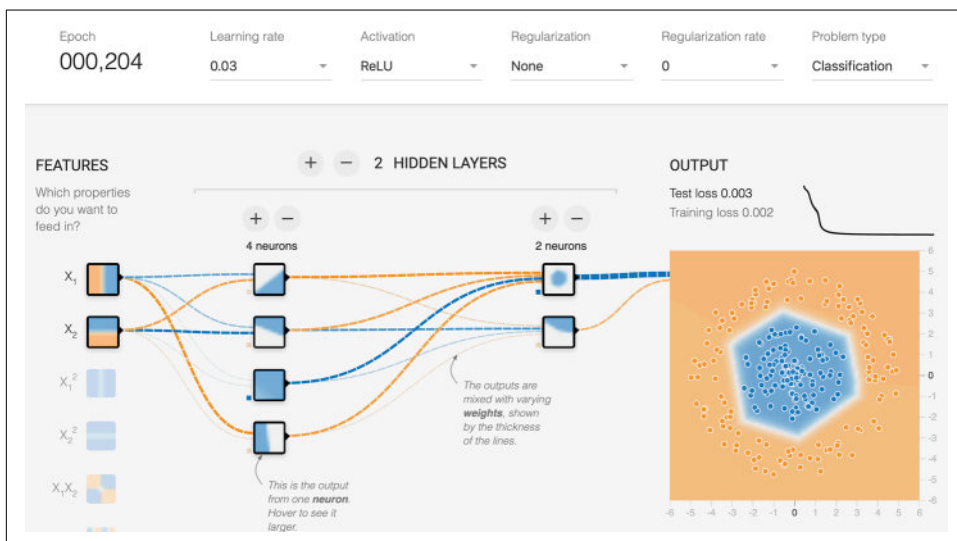 Epoch
000,204
Learning rate
0.03
Activation
ReLU
Regularization
None
Regularization rate
0
Problem type
Classification
FEATURES
Which properties
do you want to
feed in?
+ − 2 HIDDEN LAYERS
+ −
4 neurons
+ −
2 neurons
OUTPUT
Test loss 0.003
Training loss 0.002
X1
X2
X1²
X2²
X1X2
The outputs are
mixed with varying
weights, shown
by the thickness
of the lines.
This is the output
from one neuron.
Hover to see it
larger.
6
5
4
3
2
1
0
-1
-2
-3
-4
-5
-6
-6 -5 -4 -3 -2 -1 0 1 2 3 4 5 6